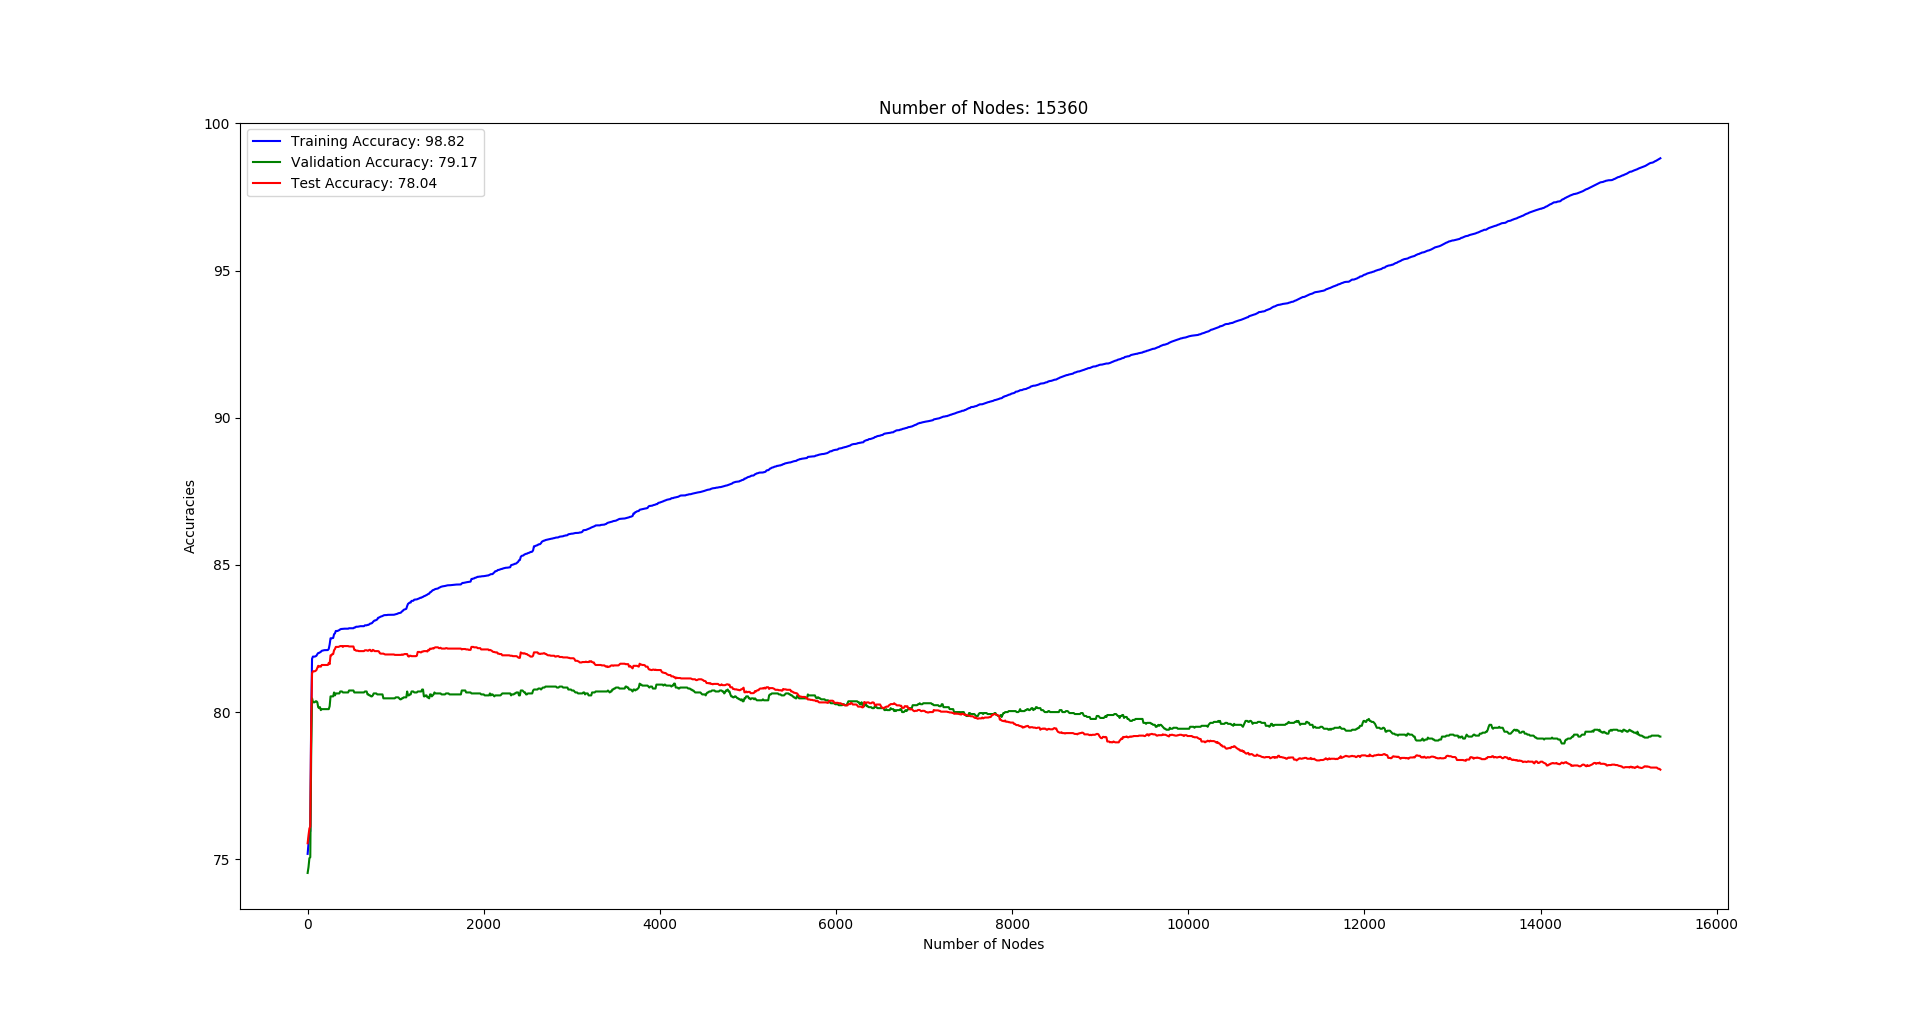 Number of Nodes: 15360
Training Accuracy: 98.82
Validation Accuracy: 79.17
Test Accuracy: 78.04
100
95
90
85
80
75
Accuracies
0 2000 4000 6000 8000 10000 12000 14000 16000
Number of Nodes